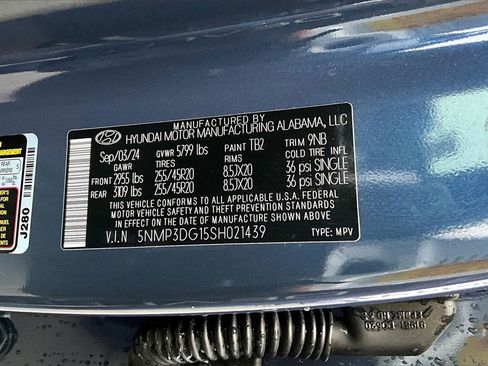 MANUFACTURED BY
HYUNDAI MOTOR MANUFACTURING ALABAMA, LLC
Sep/03/24 GVWR 5799 lbs PAINT TB2 TRIM 9NB
GAWR TIRES RIMS COLD TIRE INFL
FRONT 2955 lbs 255/45R20 8.5JX20 36 psi SINGLE
REAR 3109 lbs 255/45R20 8.5JX20 36 psi SINGLE
THIS VEHICLE CONFORMS TO ALL APPLICABLE U.S.A. FEDERAL
MOTOR VEHICLE SAFETY AND THEFT PREVENTION STANDARDS
IN EFFECT ON THE DATE OF MANUFACTURE SHOWN ABOVE.
V.I.N 5NMP3DG15SH021439 TYPE: MPV
REAR
J280